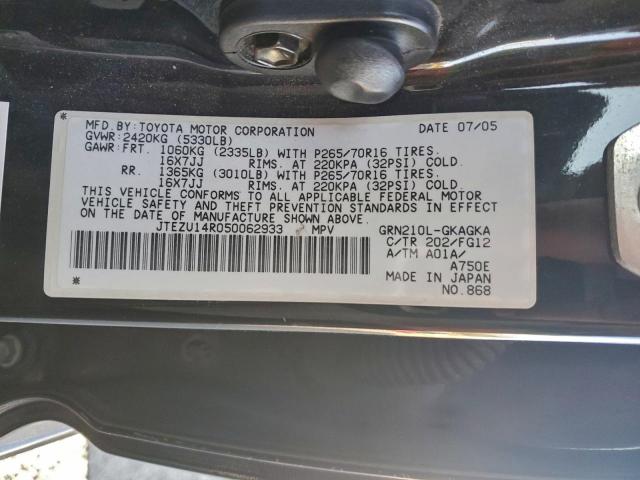 MFD.BY:TOYOTA MOTOR CORPORATION DATE 07/05
GVWR:2420KG (5330LB)
GAWR:FRT. 1060KG (2335LB) WITH P265/70R16 TIRES.
16X7JJ RIMS. AT 220KPA (32PSI) COLD.
RR. 1365KG (3010LB) WITH P265/70R16 TIRES.
16X7JJ RIMS. AT 220KPA (32PSI) COLD.
THIS VEHICLE CONFORMS TO ALL APPLICABLE FEDERAL MOTOR
VEHICLE SAFETY AND THEFT PREVENTION STANDARDS IN EFFECT
ON THE DATE OF MANUFACTURE SHOWN ABOVE.
JTEZU14R050062933 MPV GRN210L-GKAGKA
C/TR 202/FG12
A/TM A01A/
A750E
MADE IN JAPAN
NO.868